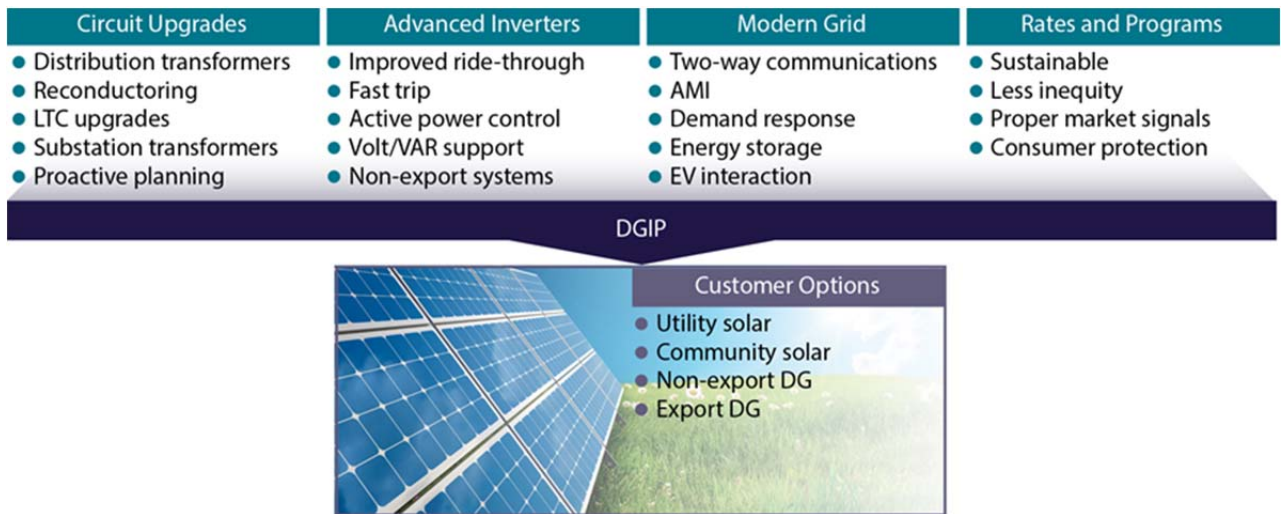 Circuit Upgrades
● Distribution transformers
● Reconductoring
● LTC upgrades
● Substation transformers
● Proactive planning
Advanced Inverters
● Improved ride-through
● Fast trip
● Active power control
● Volt/VAR support
● Non-export systems
Modern Grid
● Two-way communications
● AMI
● Demand response
● Energy storage
● EV interaction
Rates and Programs
● Sustainable
● Less inequity
● Proper market signals
● Consumer protection
DGIP
Customer Options
● Utility solar
● Community solar
● Non-export DG
● Export DG